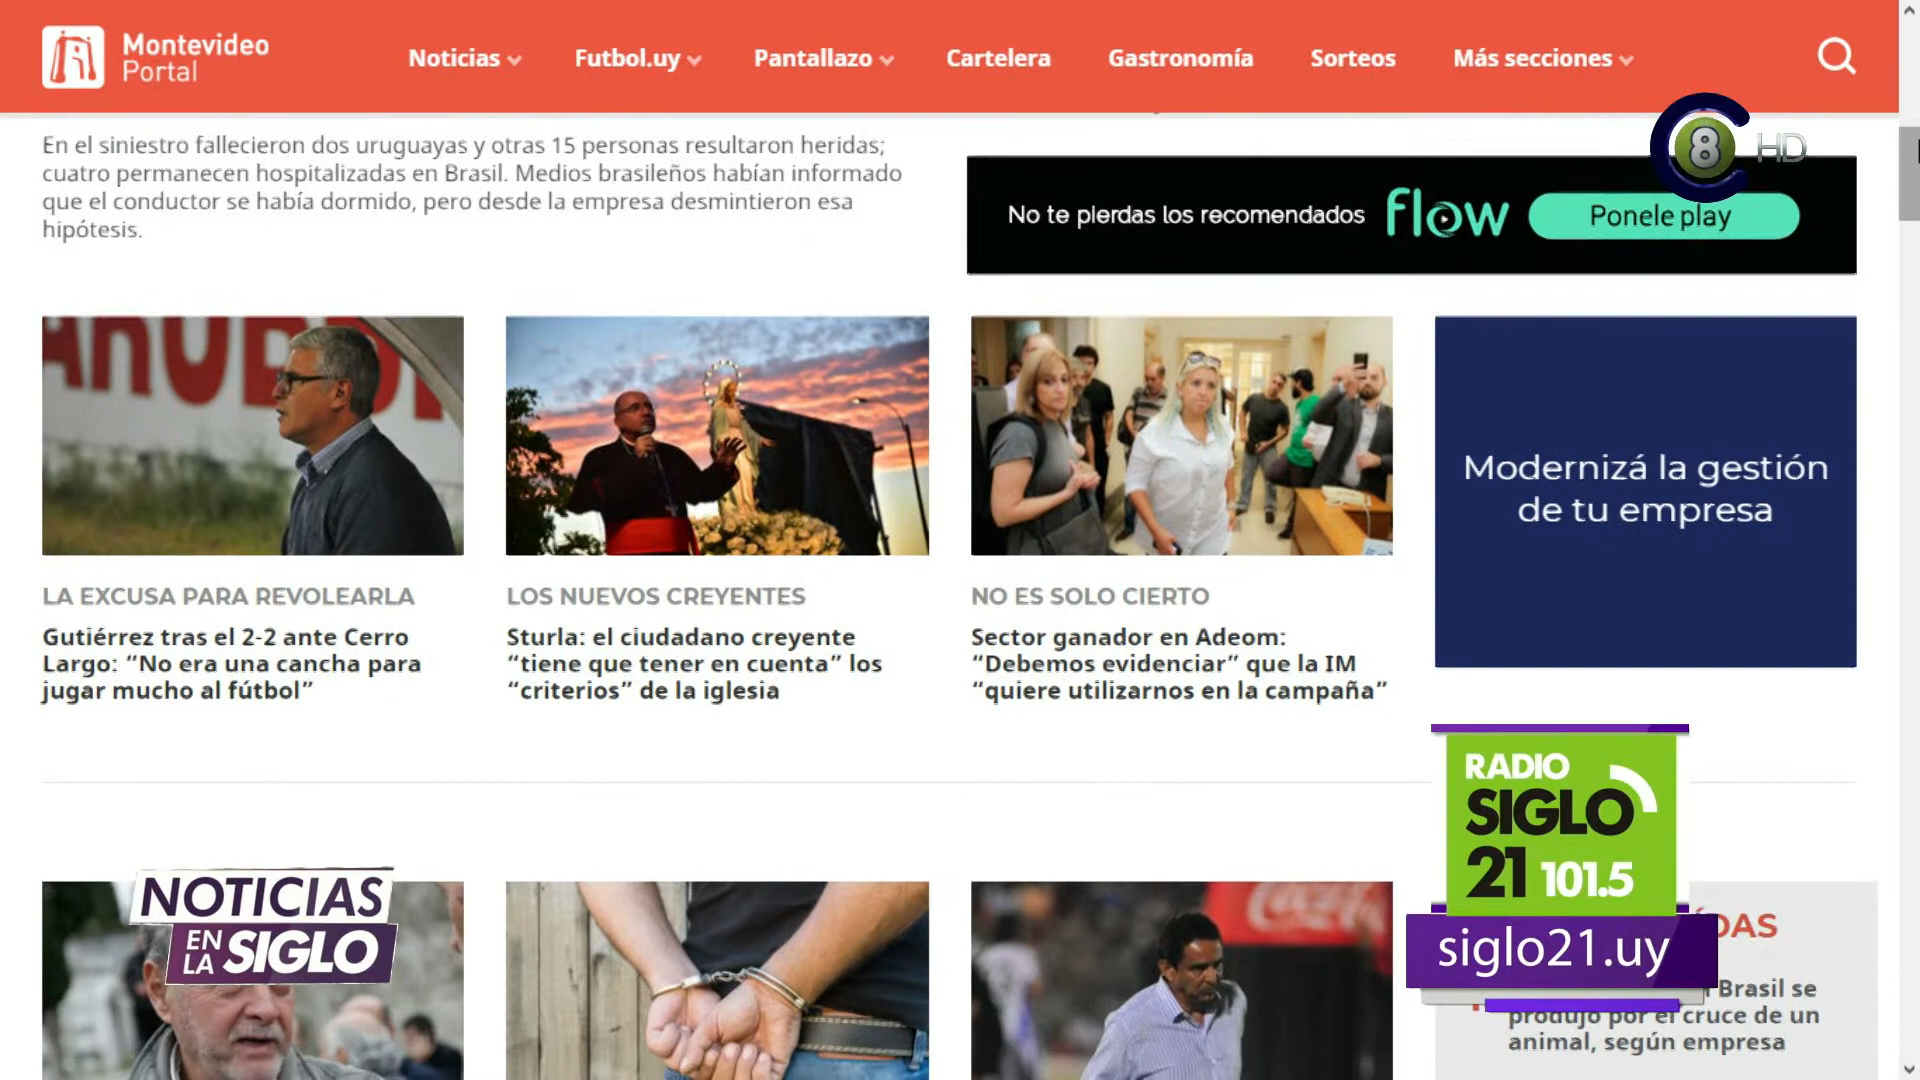 Montevideo
Portal
Noticias
Futbol.uy
Pantallazo
Cartelera
Gastronomía
Sorteos
Más secciones
8 HD
En el siniestro fallecieron dos uruguayas y otras 15 personas resultaron heridas;
cuatro permanecen hospitalizadas en Brasil. Medios brasileños habían informado
que el conductor se había dormido, pero desde la empresa desmintieron esa
hipótesis.
No te pierdas los recomendados flow Ponele play
LA EXCUSA PARA REVOLEARLA
Gutiérrez tras el 2-2 ante Cerro
Largo: “No era una cancha para
jugar mucho al fútbol”
LOS NUEVOS CREYENTES
Sturla: el ciudadano creyente
“tiene que tener en cuenta” los
“criterios” de la iglesia
NO ES SOLO CIERTO
Sector ganador en Adeom:
“Debemos evidenciar” que la IM
“quiere utilizarnos en la campaña”
Modernizá la gestión
de tu empresa
RADIO
SIGLO
21 101.5
siglo21.uy
NOTICIAS
EN LA SIGLO
Coca-Cola
Brasil se
produjo por el cruce de un
animal, según empresa